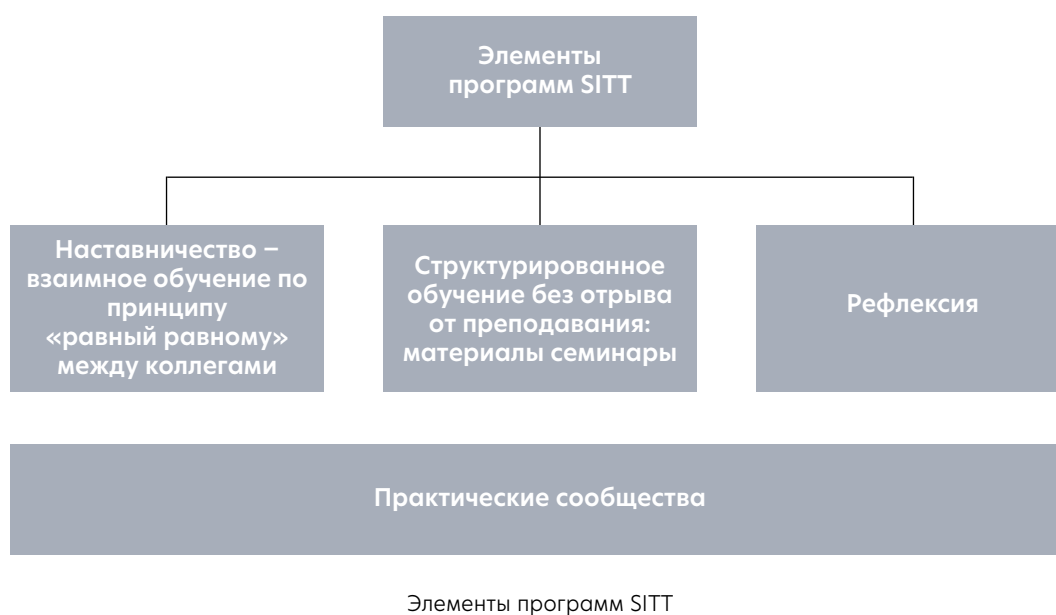 Элементы
программ SITT
Наставничество –
взаимное обучение по
принципу
«равный равному»
между коллегами
Структурированное
обучение без отрыва
от преподавания:
материалы семинары
Рефлексия
Практические сообщества
Элементы программ SITT